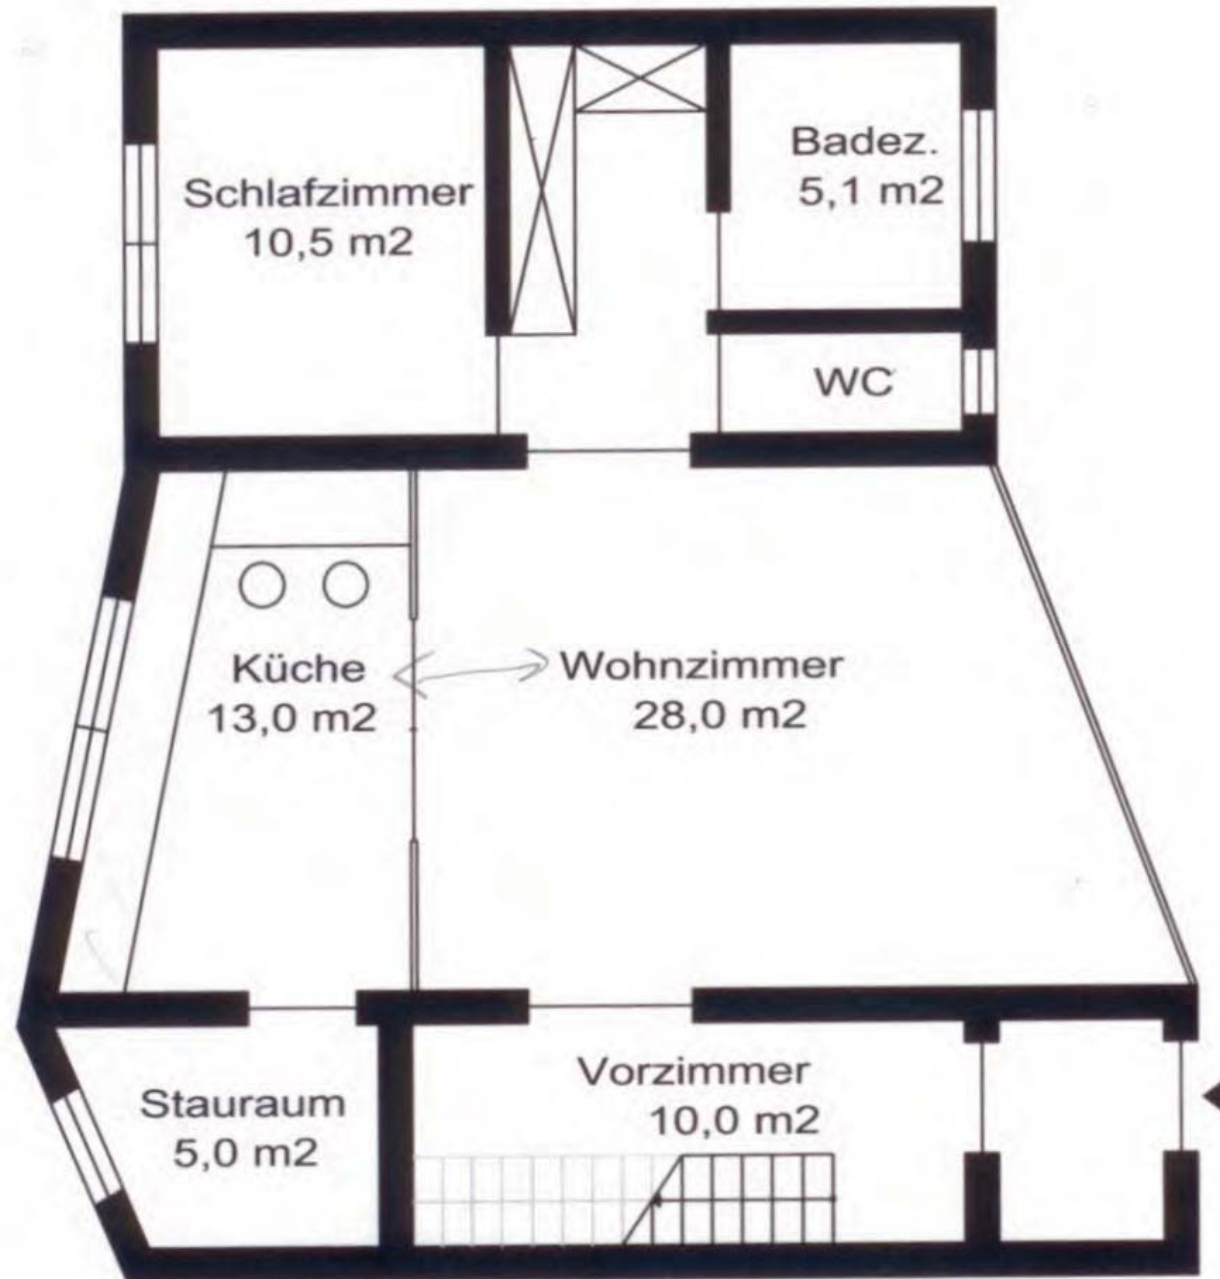 Schlafzimmer
10,5 m2
Badez.
5,1 m2
WC
Küche
13,0 m2
Wohnzimmer
28,0 m2
Stauraum
5,0 m2
Vorzimmer
10,0 m2